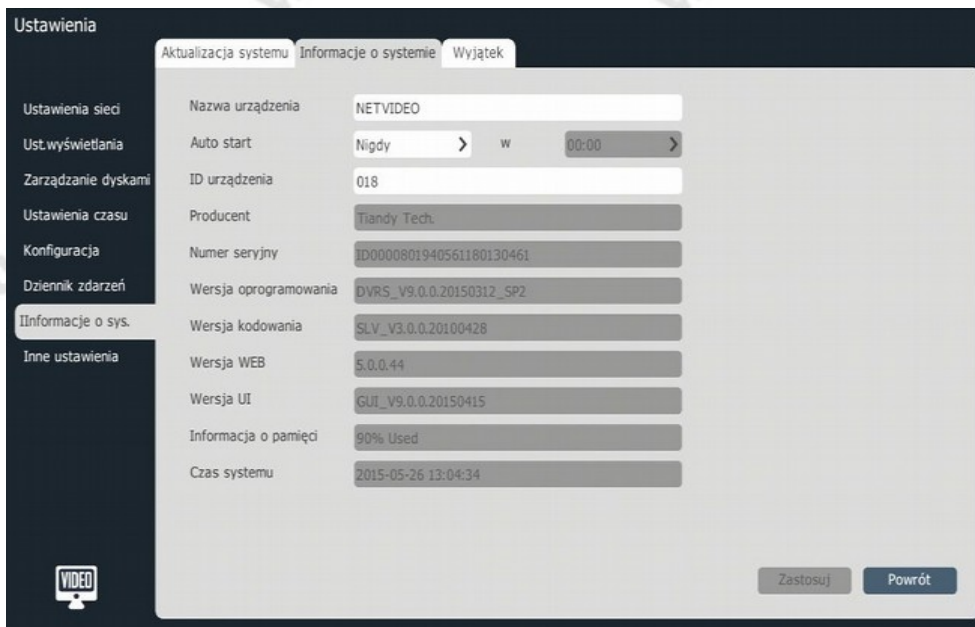 Ustawienia
Aktualizacja systemu Informacje o systemie Wyjątek
Ustawienia sieci
Ust.wyświetlania
Zarządzanie dyskami
Ustawienia czasu
Konfiguracja
Dziennik zdarzeń
IInformacje o sys.
Inne ustawienia
Nazwa urządzenia NETVIDEO
Auto start Nigdy w 00:00
ID urządzenia 018
Producent Tiandy Tech.
Numer seryjny ID0000801940561180130461
Wersja oprogramowania DVRS_V9.0.0.20150312_SP2
Wersja kodowania SLV_V3.0.0.20100428
Wersja WEB 5.0.0.44
Wersja UI GUI_V9.0.0.20150415
Informacja o pamięci 90% Used
Czas systemu 2015-05-26 13:04:34
VIDEO
Zastosuj Powrót